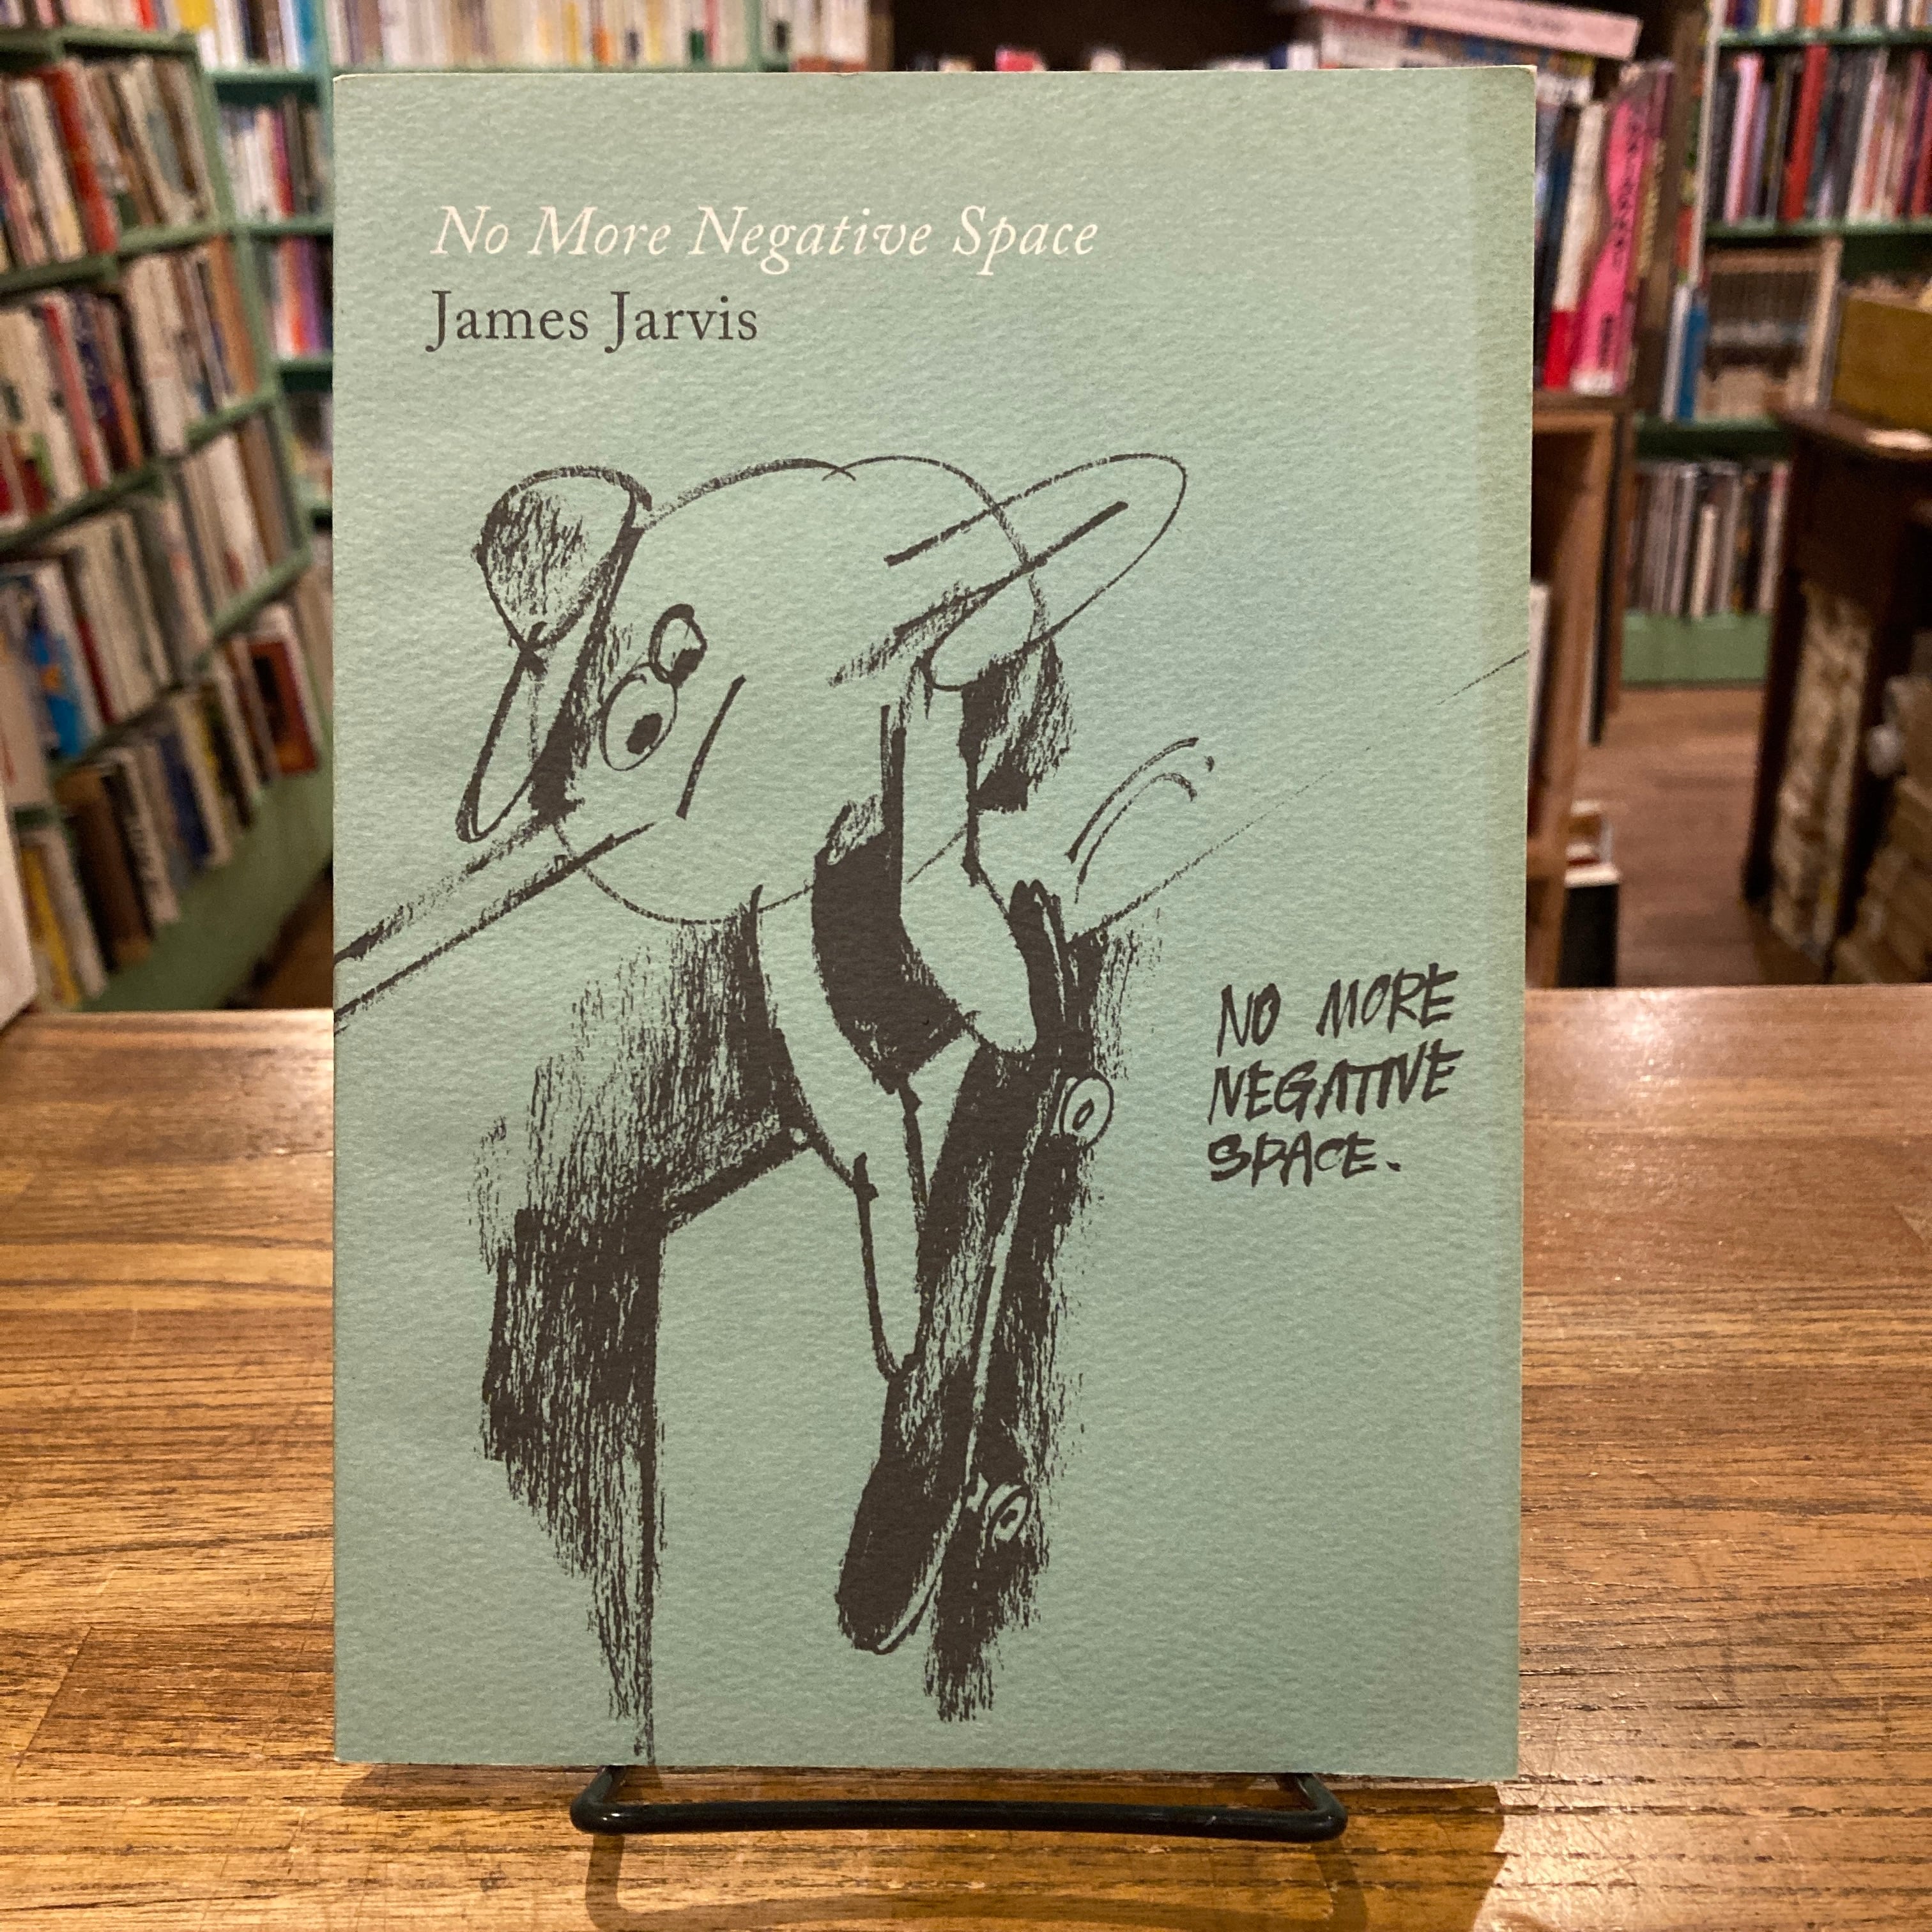 No More Negative Space
James Jarvis
NO MORE
NEGATIVE
SPACE.